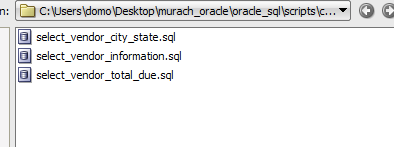 n: C:\Users\domo\Desktop\murach_oracle\oracle_sql\scripts\c...
select_vendor_city_state.sql
select_vendor_information.sql
select_vendor_total_due.sql